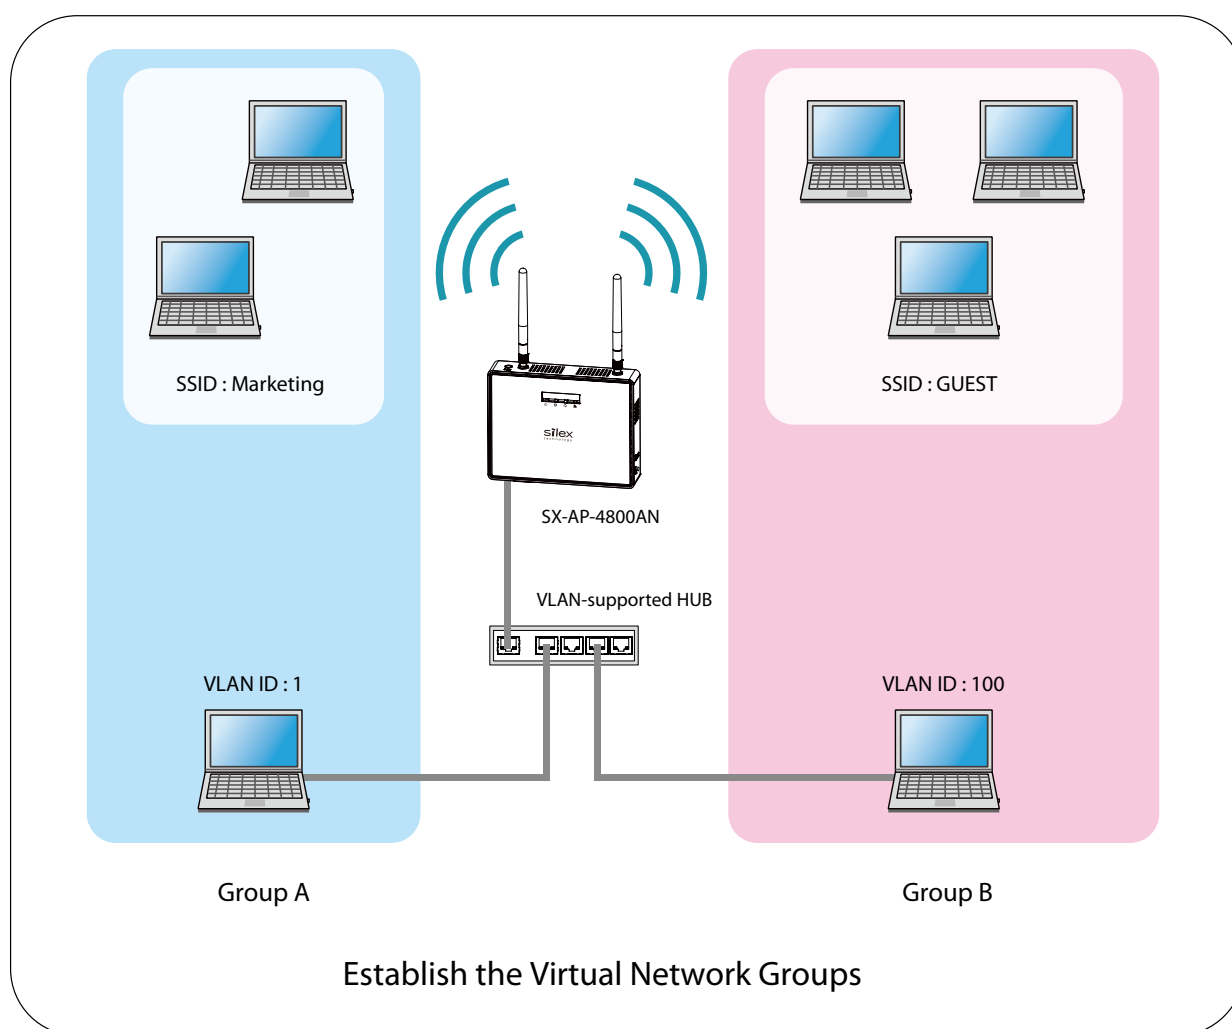 SSID : Marketing
SSID : GUEST
silex
technology
SX-AP-4800AN
VLAN-supported HUB
VLAN ID : 1
VLAN ID : 100
Group A
Group B
Establish the Virtual Network Groups